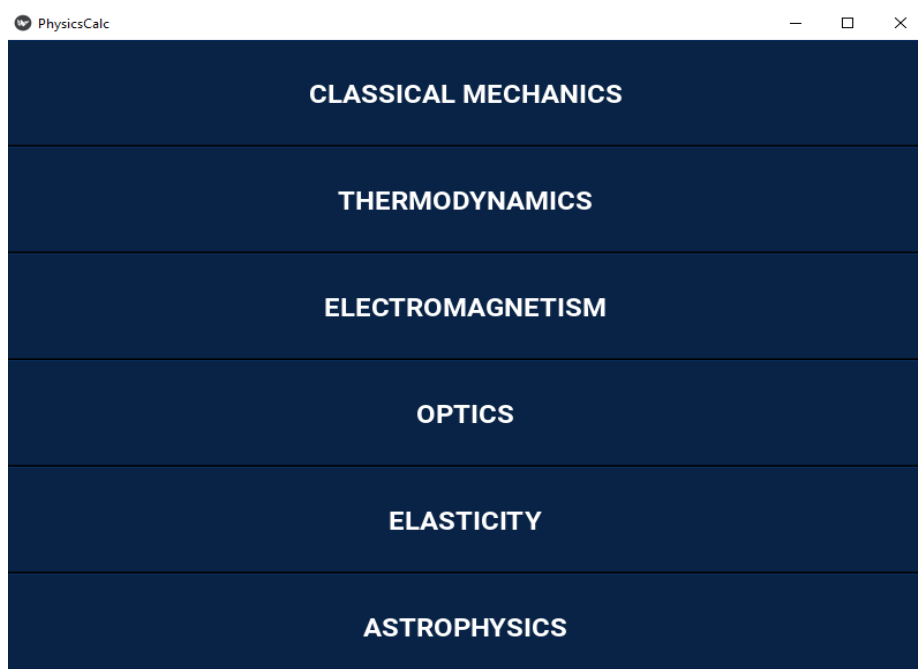 PhysicsCalc
CLASSICAL MECHANICS
THERMODYNAMICS
ELECTROMAGNETISM
OPTICS
ELASTICITY
ASTROPHYSICS